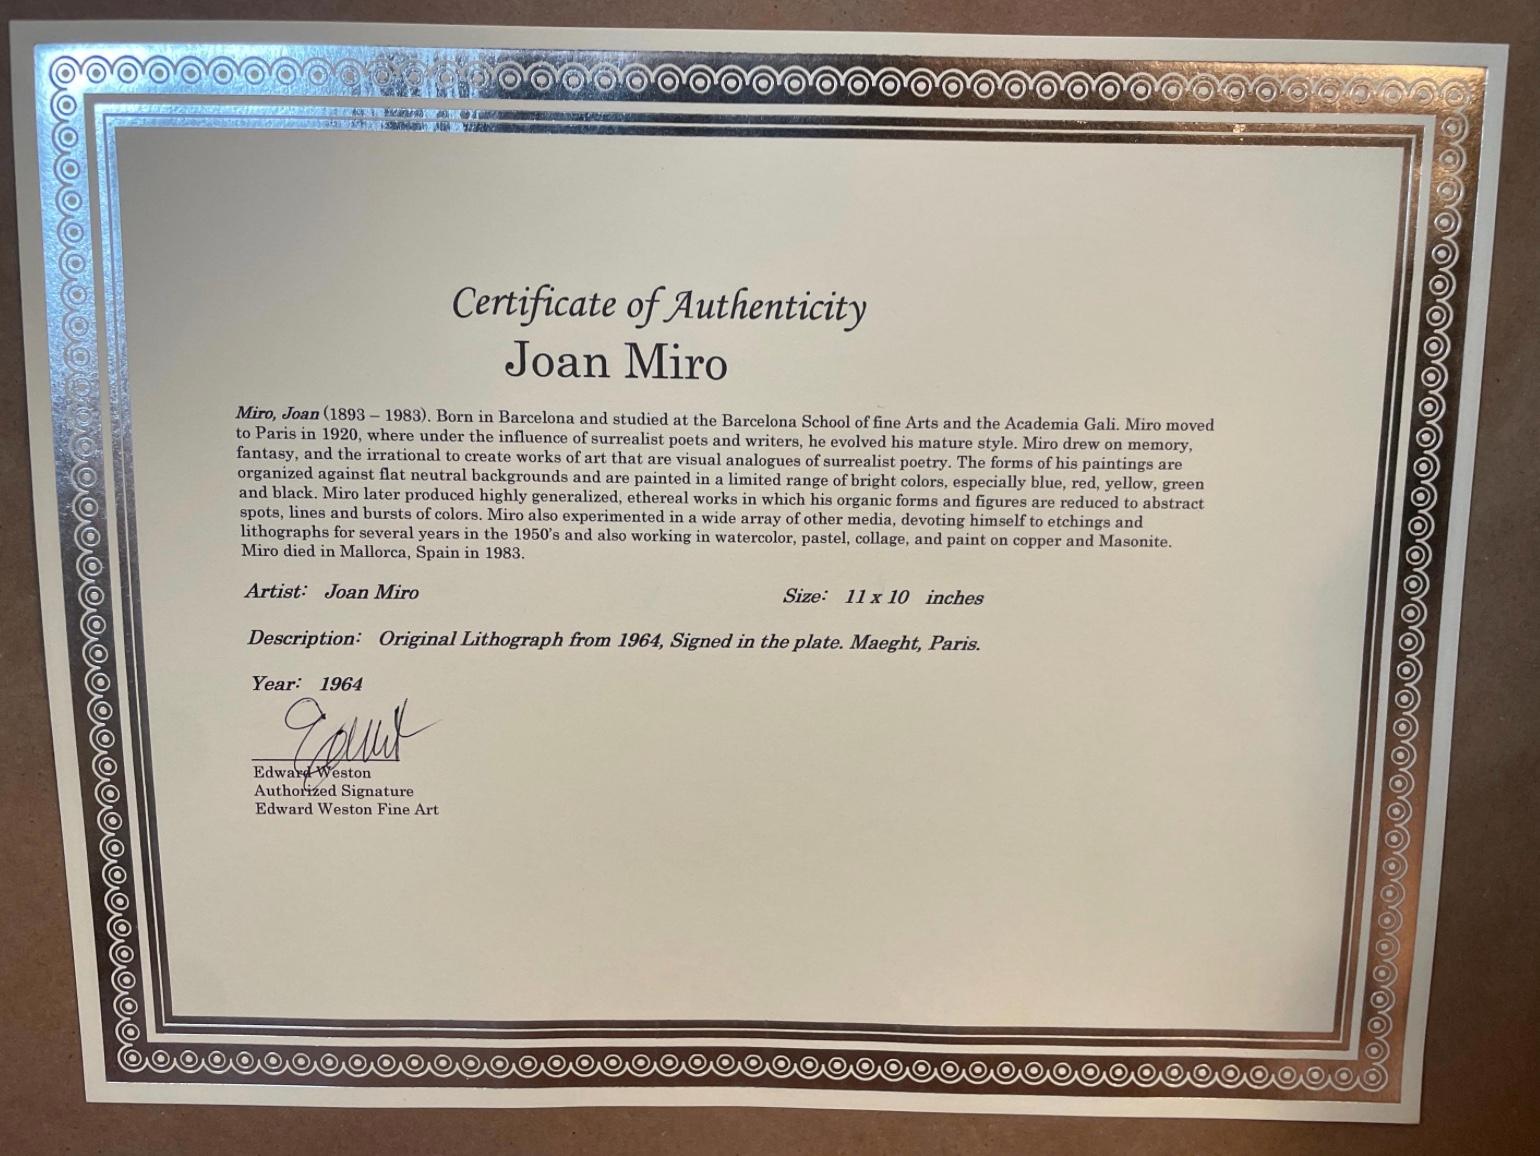 Certificate of Authenticity
Joan Miro
Miro, Joan (1893 – 1983). Born in Barcelona and studied at the Barcelona School of fine Arts and the Academia Gali. Miro moved
to Paris in 1920, where under the influence of surrealist poets and writers, he evolved his mature style. Miro drew on memory,
fantasy, and the irrational to create works of art that are visual analogues of surrealist poetry. The forms of his paintings are
organized against flat neutral backgrounds and are painted in a limited range of bright colors, especially blue, red, yellow, green
and black. Miro later produced highly generalized, ethereal works in which his organic forms and figures are reduced to abstract
spots, lines and bursts of colors. Miro also experimented in a wide array of other media, devoting himself to etchings and
lithographs for several years in the 1950's and also working in watercolor, pastel, collage, and paint on copper and Masonite.
Miro died in Mallorca, Spain in 1983.
Artist: Joan Miro Size: 11 x 10 inches
Description: Original Lithograph from 1964, Signed in the plate. Maeght, Paris.
Year: 1964
Edward Weston
Authorized Signature
Edward Weston Fine Art